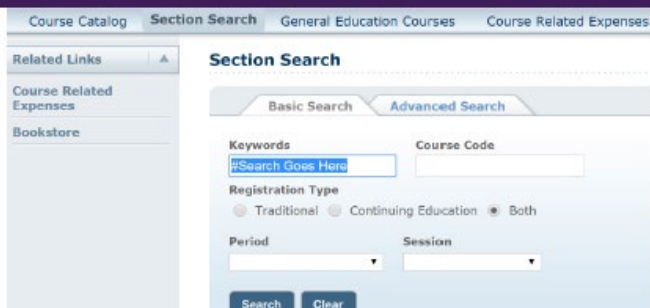 Course Catalog Section Search General Education Courses Course Related Expenses
Related Links
Course Related
Expenses
Bookstore
Section Search
Basic Search Advanced Search
Keywords Course Code
#Search Goes Here
Registration Type
Traditional Continuing Education Both
Period Session
Search Clear